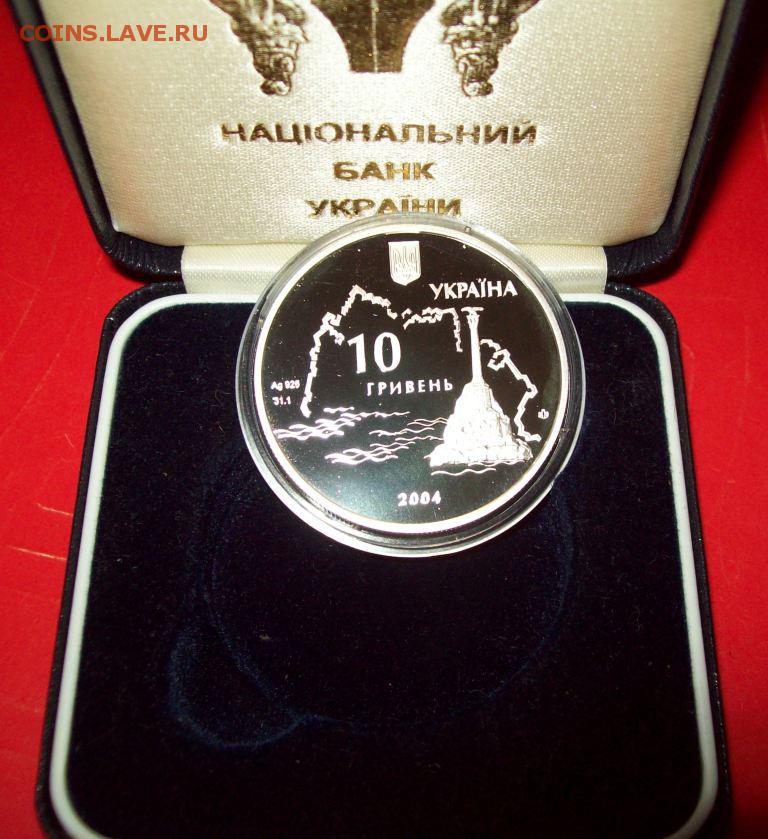 COINS.LAVE.RU
НАЦІОНАЛЬНИЙ
БАНК
УКРАЇНИ
УКРАЇНА
10
ГРИВЕНЬ
Ag 925
31.1
2004